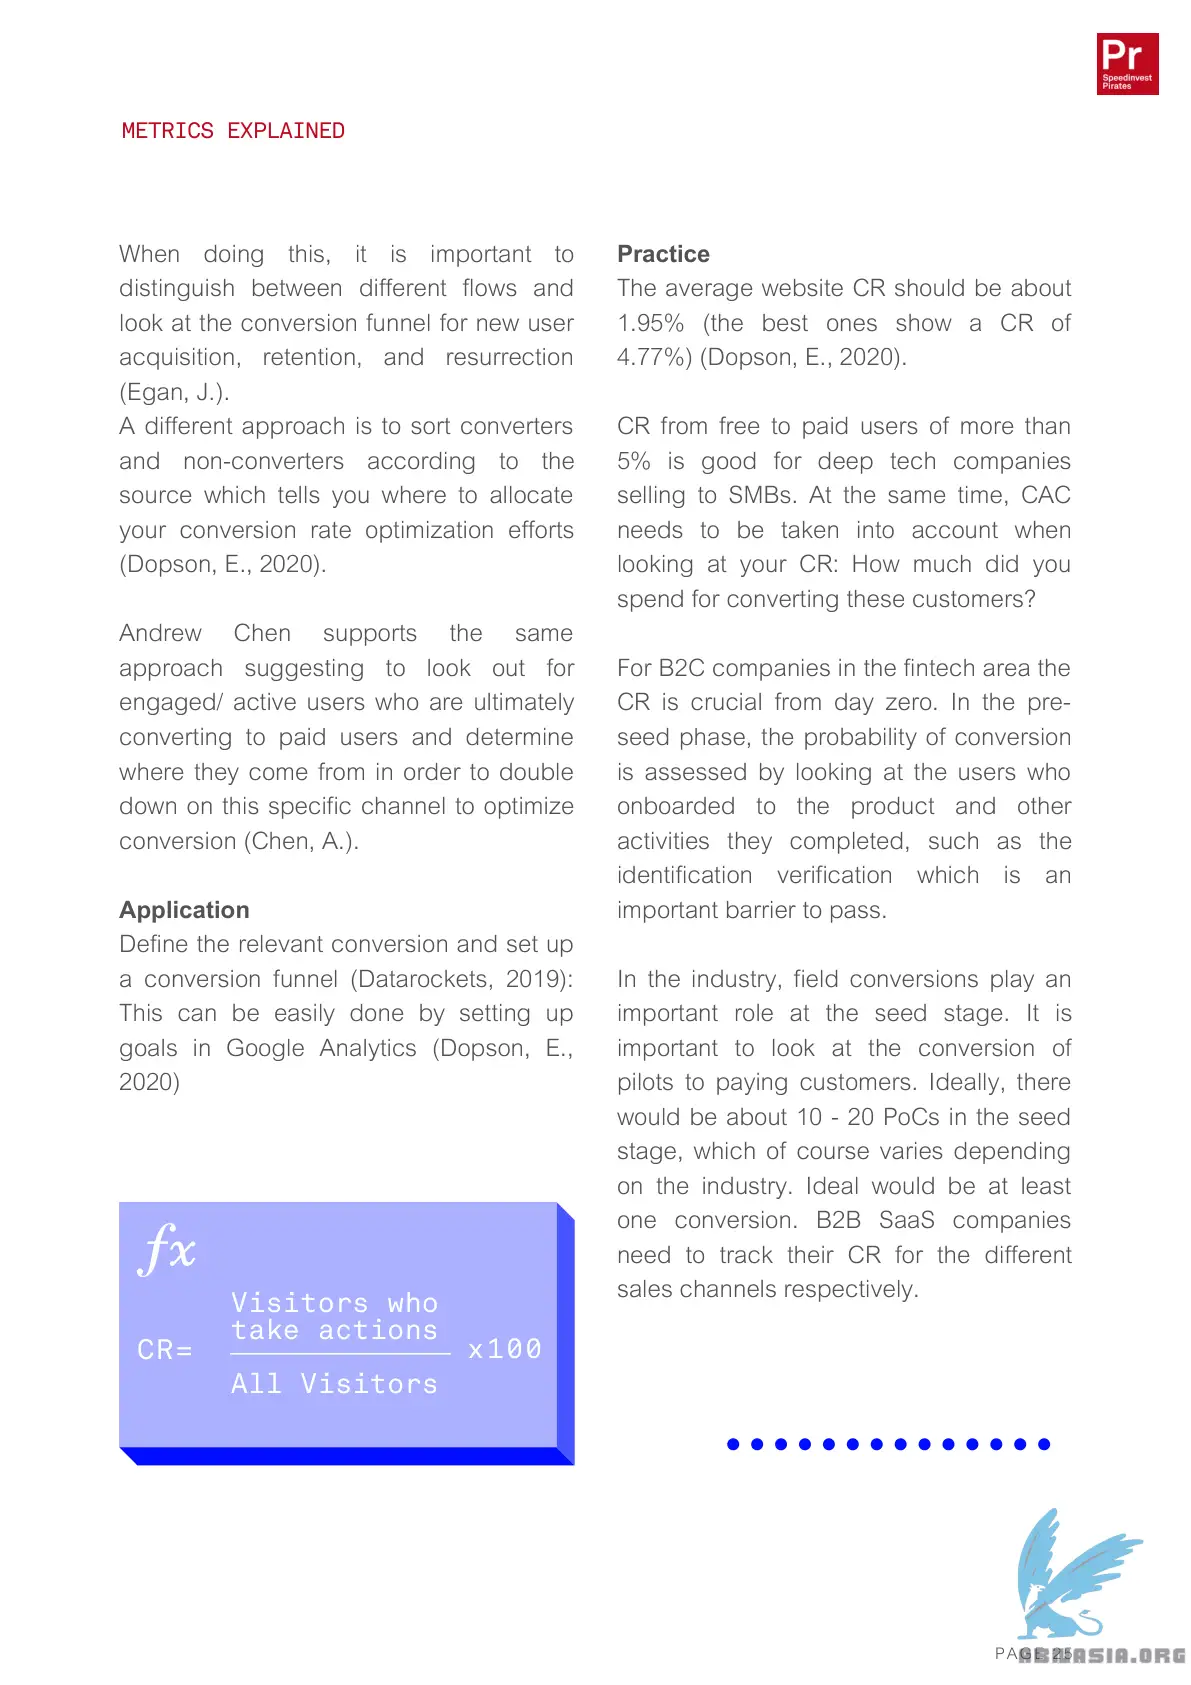 Pr
Speedinvest
Pirates
METRICS EXPLAINED
When doing this, it is important to
distinguish between different flows and
look at the conversion funnel for new user
acquisition, retention, and resurrection
(Egan, J.).
A different approach is to sort converters
and non-converters according to the
source which tells you where to allocate
your conversion rate optimization efforts
(Dopson, E., 2020).
Andrew Chen supports the same
approach suggesting to look out for
engaged/ active users who are ultimately
converting to paid users and determine
where they come from in order to double
down on this specific channel to optimize
conversion (Chen, A.).
Application
Define the relevant conversion and set up
a conversion funnel (Datarockets, 2019):
This can be easily done by setting up
goals in Google Analytics (Dopson, E.,
2020)
fx
Visitors who
take actions
CR=
x100
All Visitors
Practice
The average website CR should be about
1.95% (the best ones show a CR of
4.77%) (Dopson, E., 2020).
CR from free to paid users of more than
5% is good for deep tech companies
selling to SMBs. At the same time, CAC
needs to be taken into account when
looking at your CR: How much did you
spend for converting these customers?
For B2C companies in the fintech area the
CR is crucial from day zero. In the pre-
seed phase, the probability of conversion
is assessed by looking at the users who
onboarded to the product and other
activities they completed, such as the
identification verification which is an
important barrier to pass.
In the industry, field conversions play an
important role at the seed stage. It is
important to look at the conversion of
pilots to paying customers. Ideally, there
would be about 10 - 20 PoCs in the seed
stage, which of course varies depending
on the industry. Ideal would be at least
one conversion. B2B SaaS companies
need to track their CR for the different
sales channels respectively.
PAGE 25